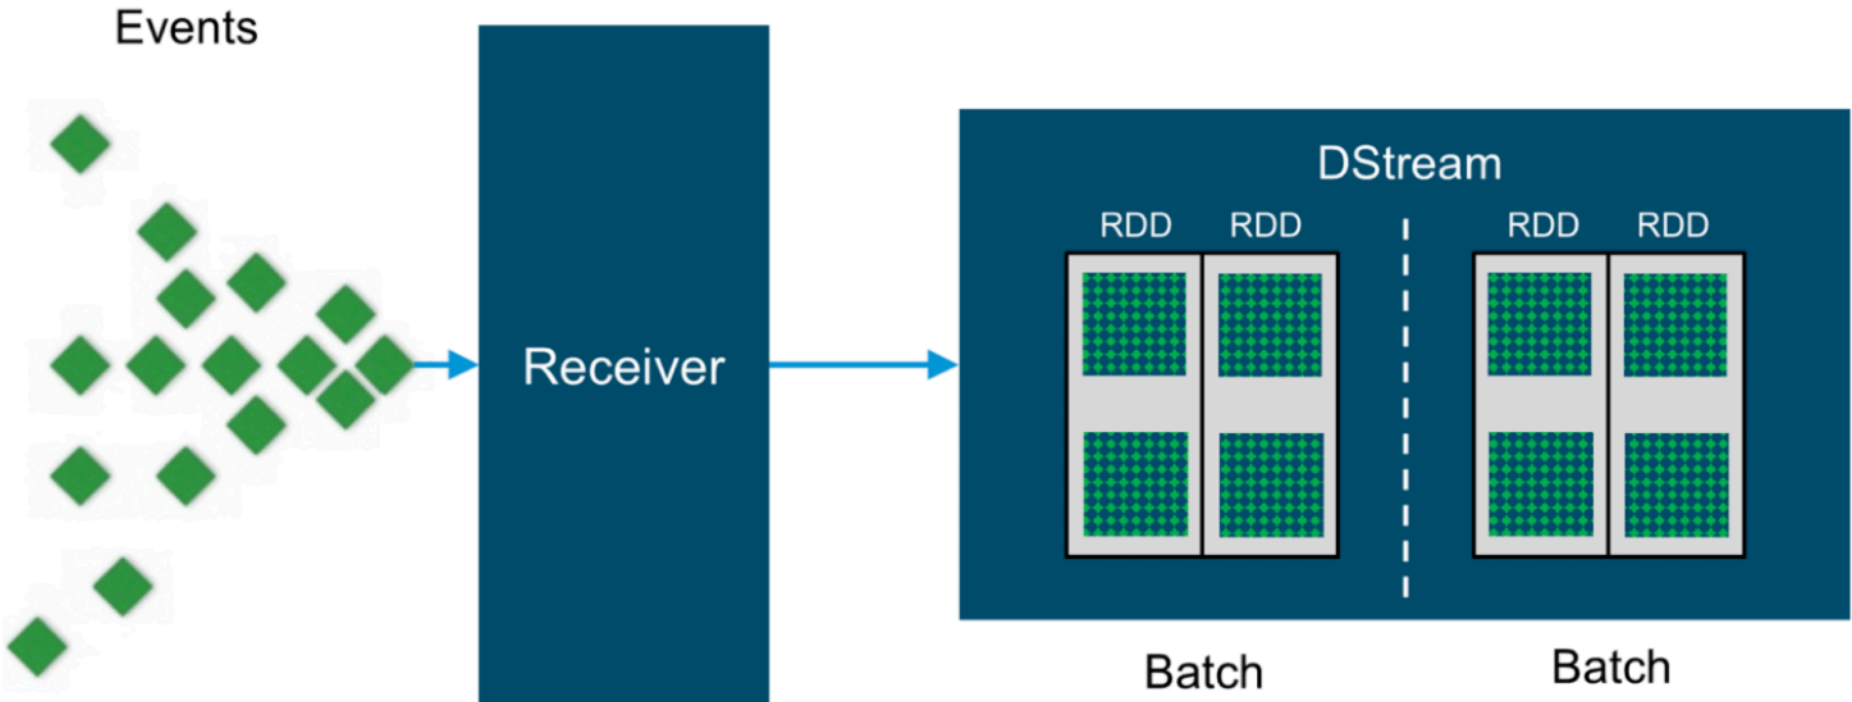 Events
Receiver
DStream
RDD RDD RDD RDD
Batch Batch